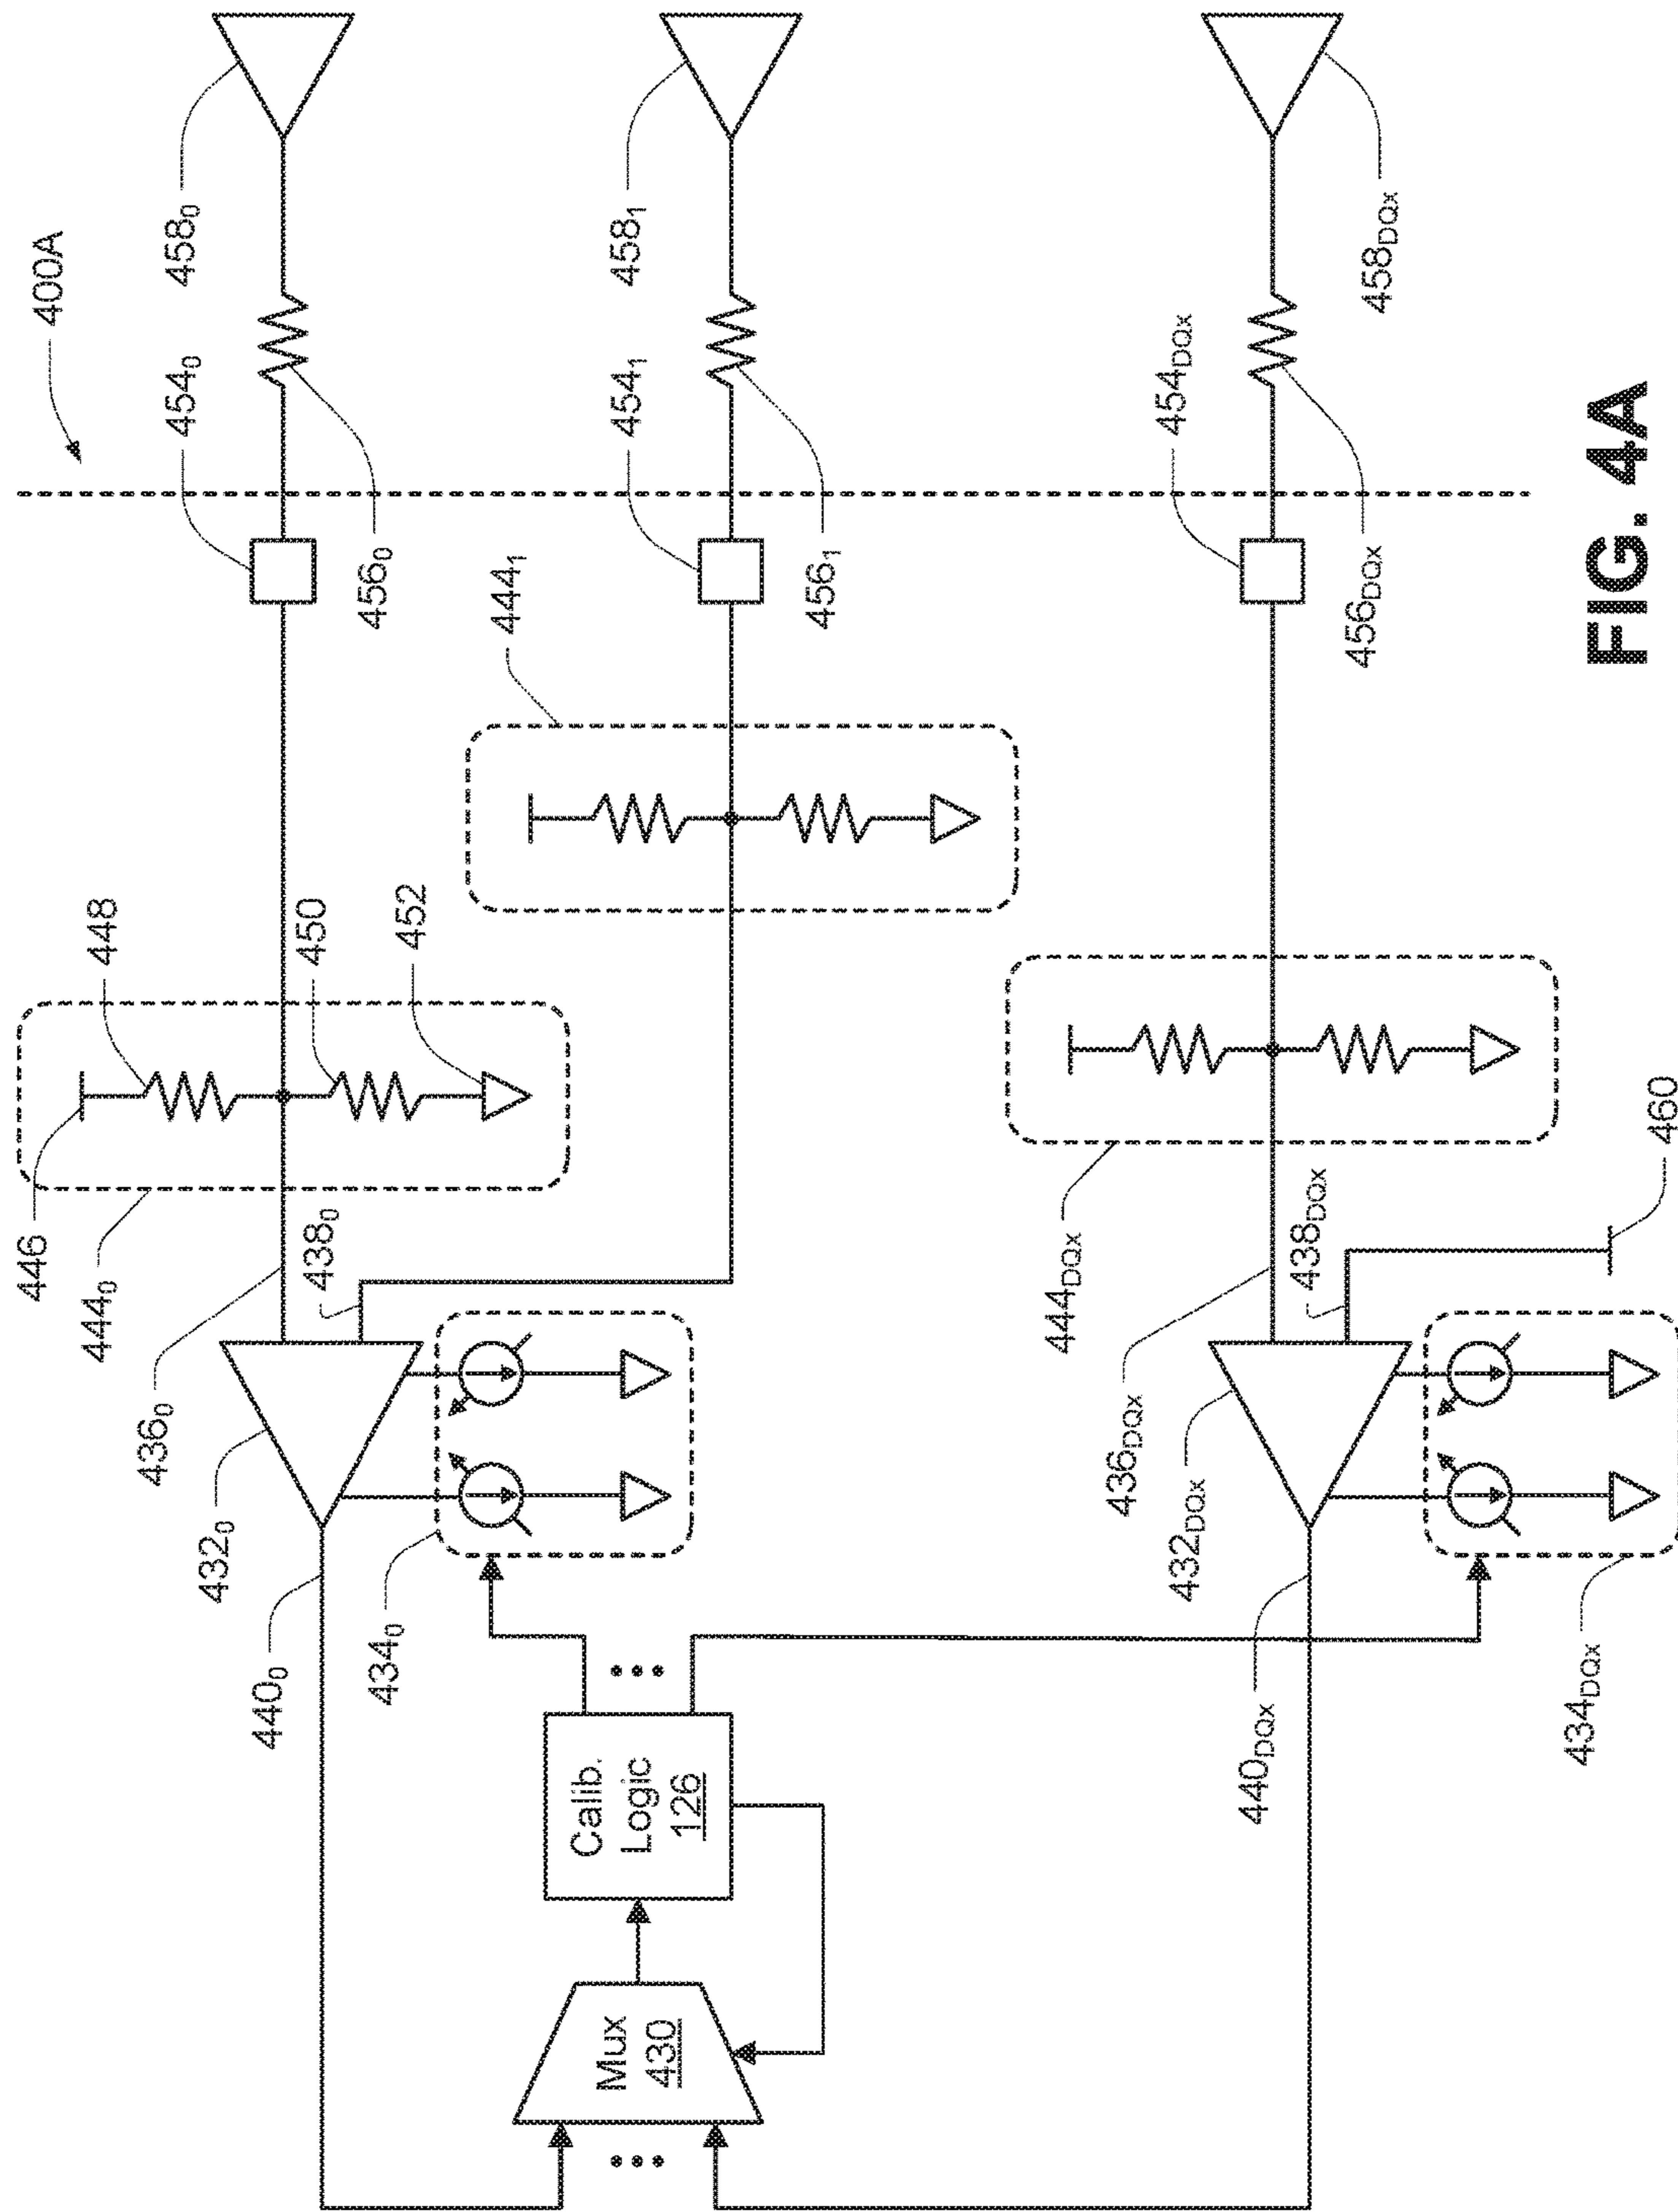 400A
446
448
444₀
450
452
436₀
438₀
432₀
440₀
434₀
454₀
456₀
458₀
444₁
454₁
456₁
458₁
Mux
430
Calib.
Logic
126
...
...
444DQx
436DQx
438DQx
432DQx
440DQx
434DQx
460
454DQx
456DQx
458DQx
FIG. 4A